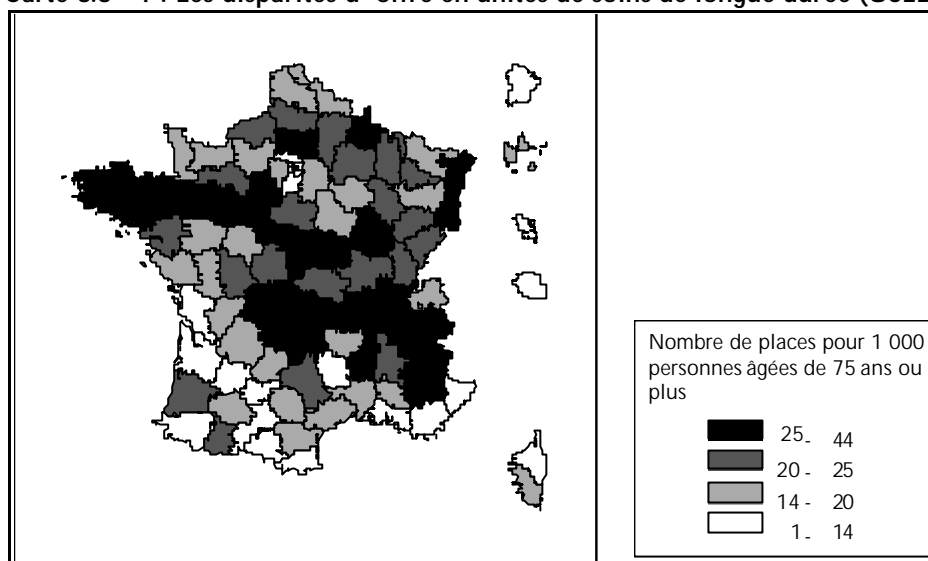 Nombre de places pour 1 000
personnes âgées de 75 ans ou
plus
25- 44
20 - 25
14 - 20
1 - 14